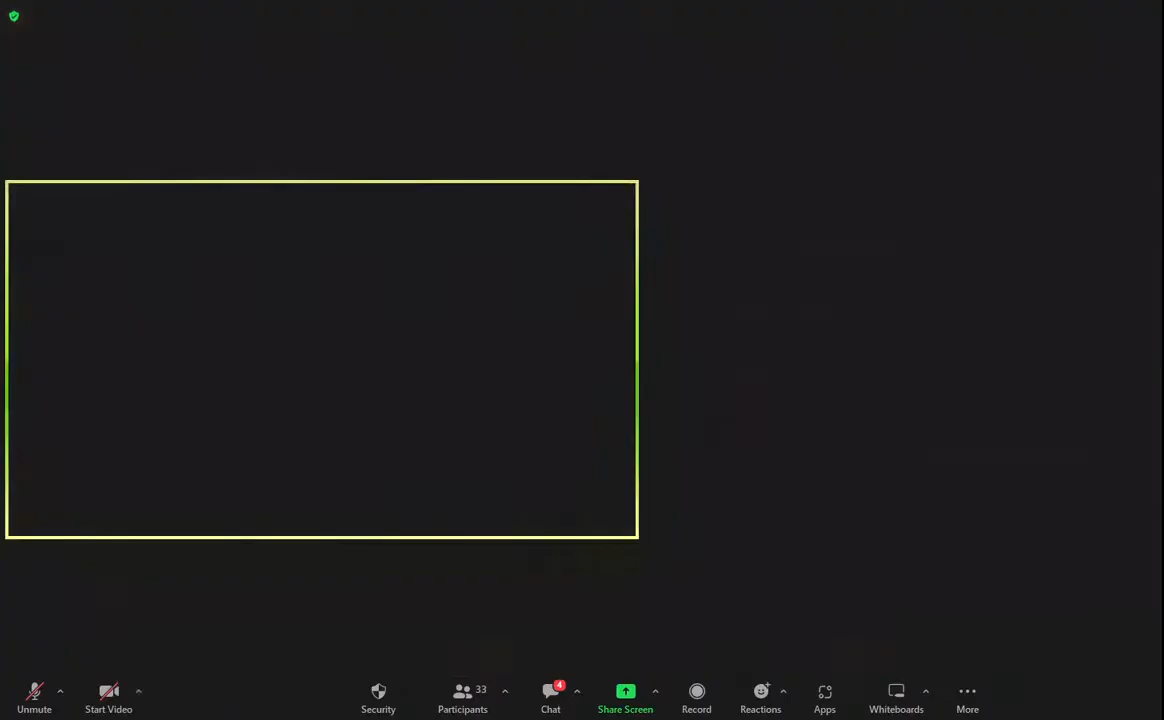 33
4
Unmute
Start Video
Security
Participants
Chat
Share Screen
Record
Reactions
Apps
Whiteboards
More